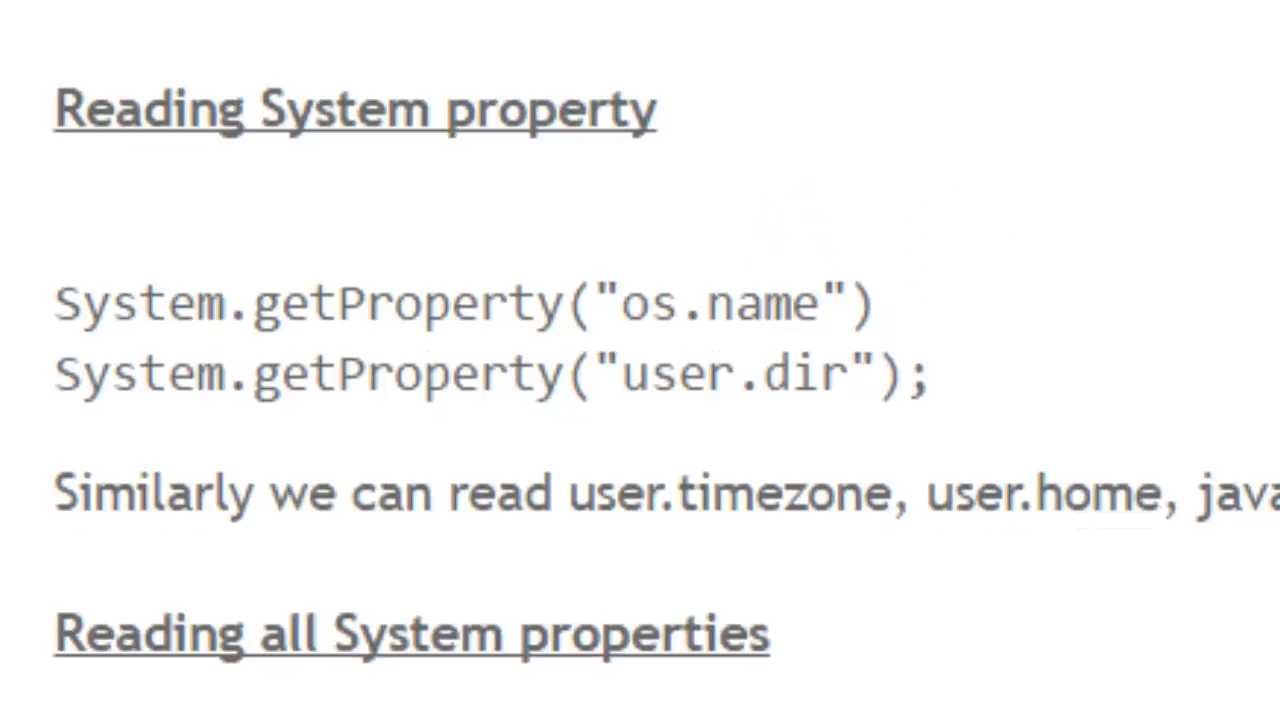 Reading System property
System.getProperty("os.name")
System.getProperty("user.dir");
Similarly we can read user.timezone, user.home, java
Reading all System properties